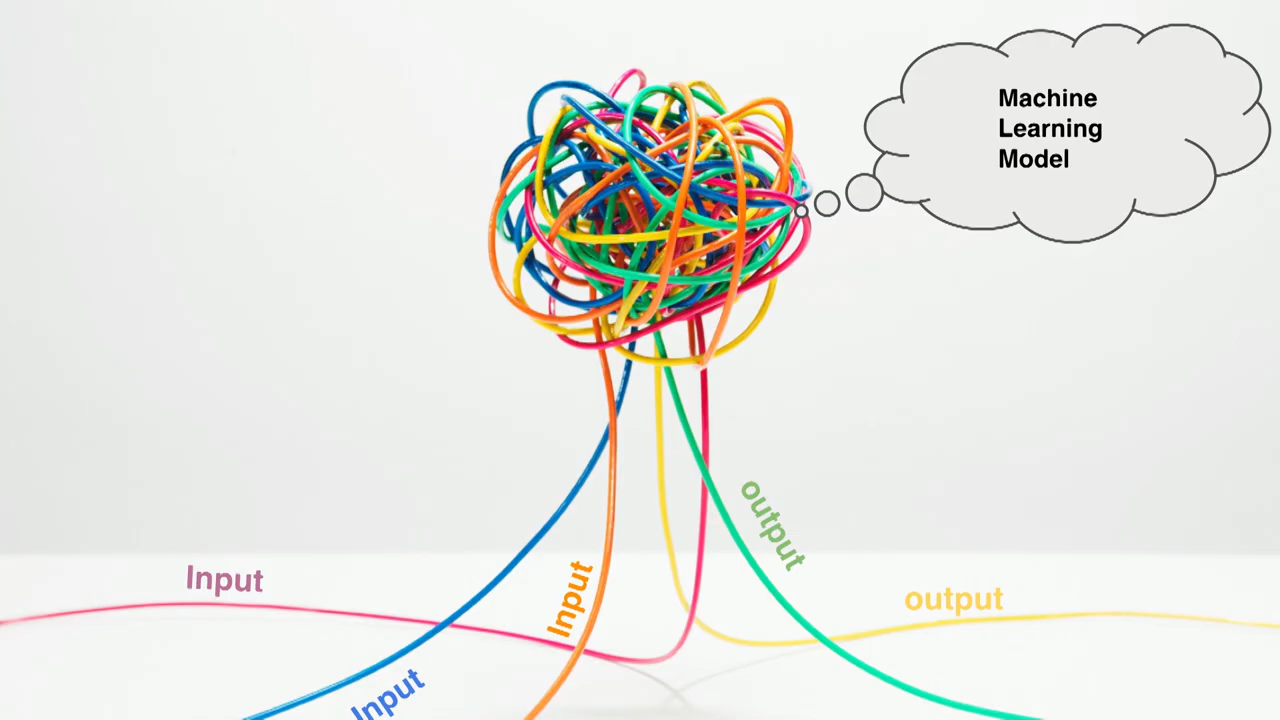 Machine
Learning
Model
output
Input
Input
output
Input